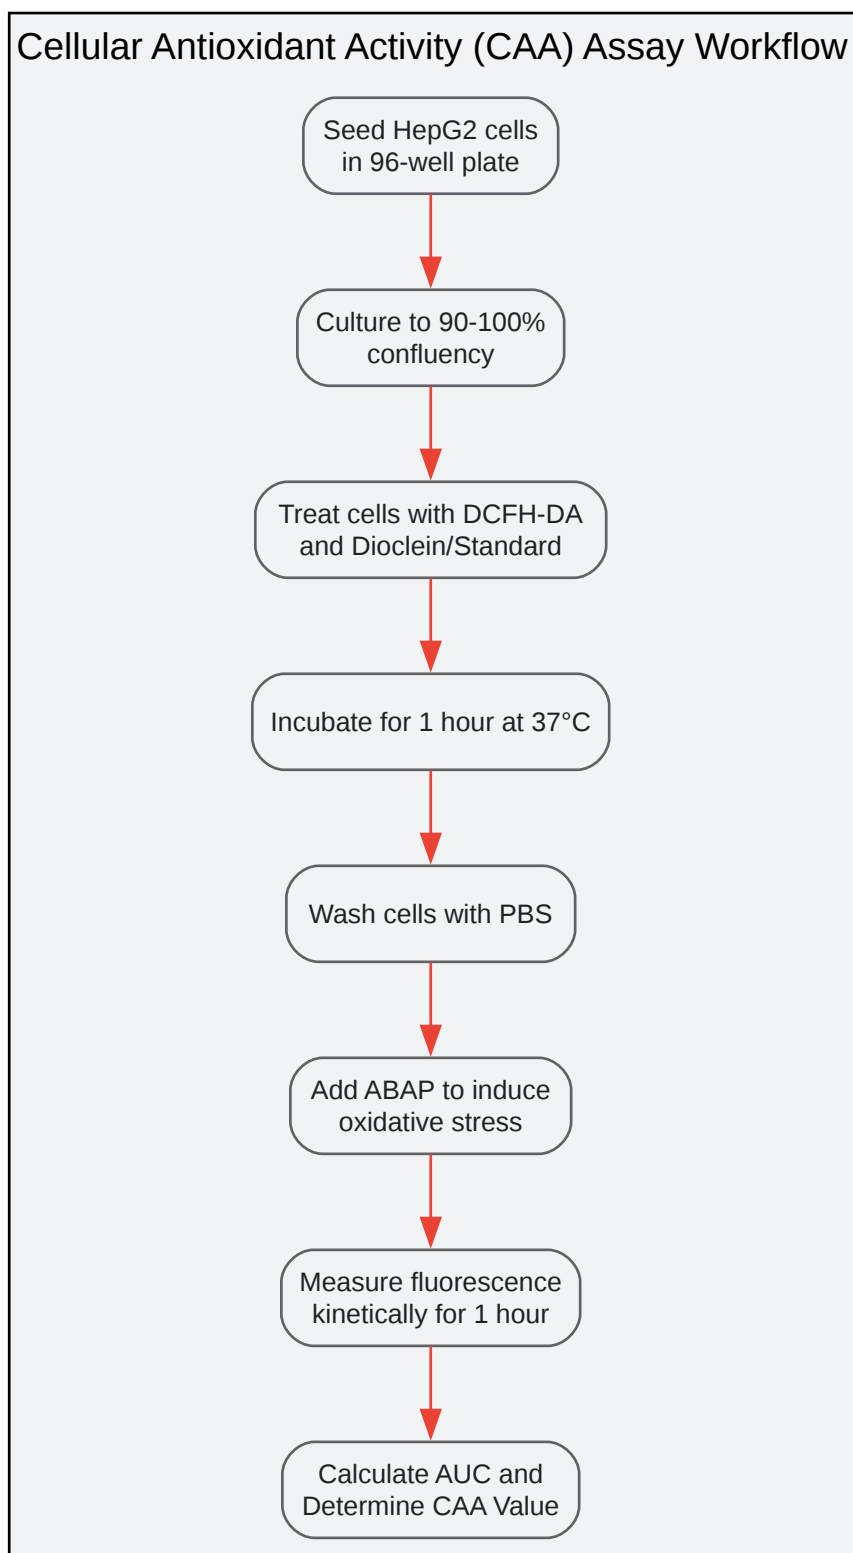 Cellular Antioxidant Activity (CAA) Assay Workflow
Seed HepG2 cells
in 96-well plate
Culture to 90-100%
confluency
Treat cells with DCFH-DA
and Dioclein/Standard
Incubate for 1 hour at 37°C
Wash cells with PBS
Add ABAP to induce
oxidative stress
Measure fluorescence
kinetically for 1 hour
Calculate AUC and
Determine CAA Value